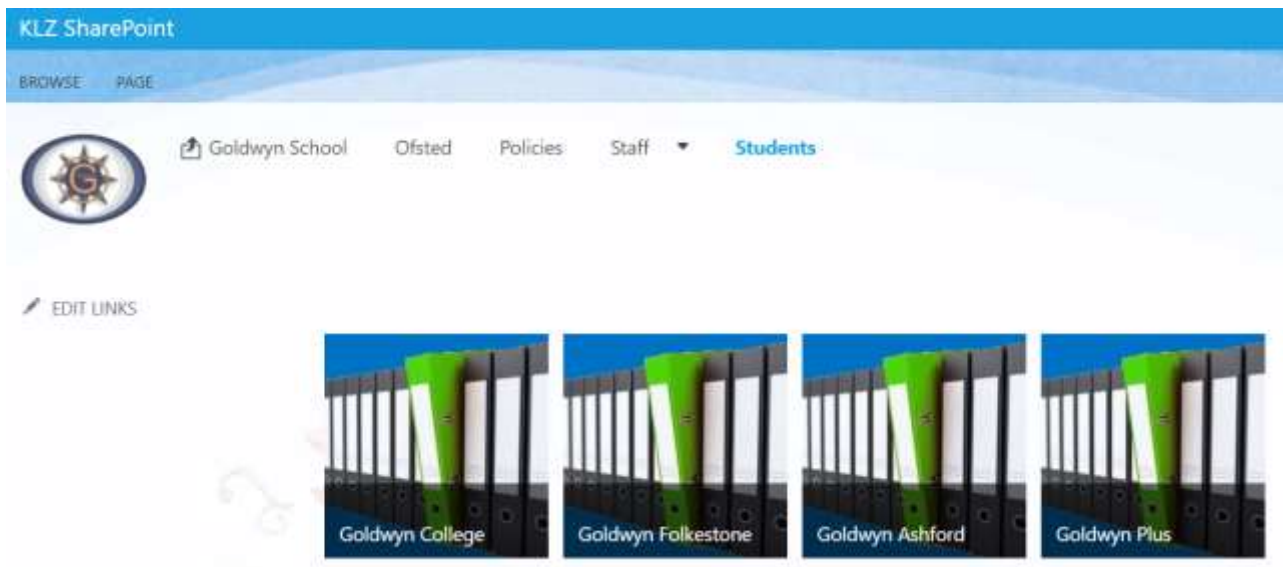 KLZ SharePoint
BROWSE PAGE
G
Goldwyn School Ofsted Policies Staff Students
EDIT LINKS
Goldwyn College Goldwyn Folkestone Goldwyn Ashford Goldwyn Plus